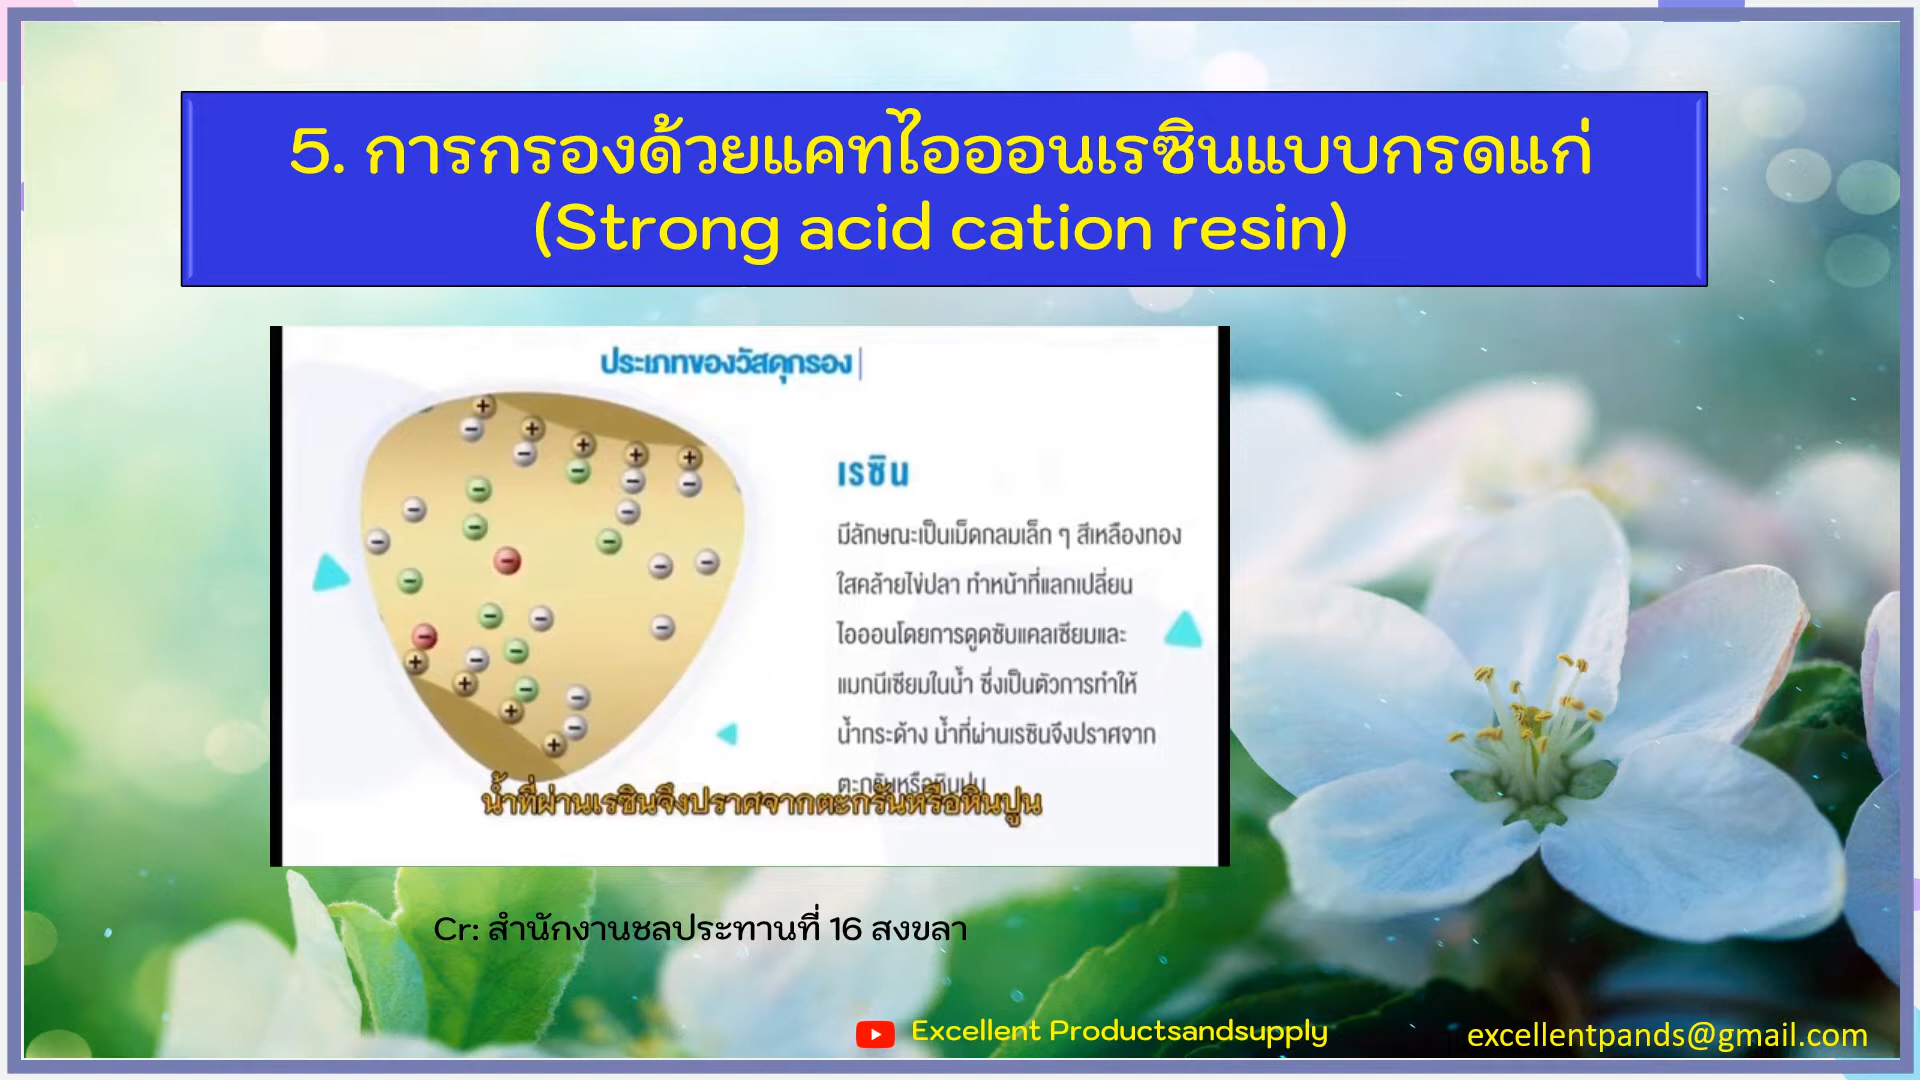 5. การกรองด้วยแคทไอออนเรซินแบบกรดแก่
(Strong acid cation resin)
ประเภทของวัสดุกรอง
เรซิน
มีลักษณะเป็นเม็ดกลมเล็ก ๆ สีเหลืองทอง
ใสคล้ายไข่ปลา ทำหน้าที่แลกเปลี่ยน
ไอออนโดยการดูดซับแคลเซียมและ
แมกนีเซียมในน้ำ ซึ่งเป็นตัวการทำให้
น้ำกระด้าง น้ำที่ผ่านเรซินจึงปราศจาก
ตะกรันหรือหินปูน
น้ำที่ผ่านเรซินจึงปราศจากตะกรันหรือหินปูน
Cr: สำนักงานชลประทานที่ 16 สงขลา
Excellent Productsandsupply
excellentpands@gmail.com